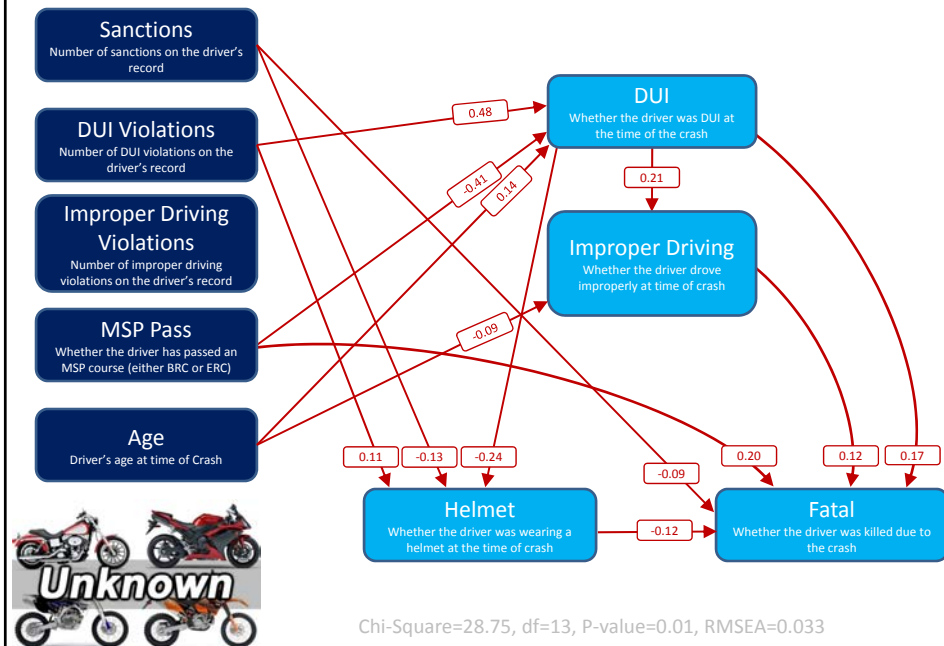 Sanctions
Number of sanctions on the driver's
record
DUI Violations
Number of DUI violations on the
driver's record
Improper Driving
Violations
Number of improper driving
violations on the driver's record
MSP Pass
Whether the driver has passed an
MSP course (either BRC or ERC)
Age
Driver's age at time of Crash
DUI
Whether the driver was DUI at
the time of the crash
Improper Driving
Whether the driver drove
improperly at time of crash
Helmet
Whether the driver was wearing a
helmet at the time of crash
Fatal
Whether the driver was killed due to
the crash
0.48
-0.41
0.14
0.21
-0.09
0.11
-0.13
-0.24
0.20
-0.09
0.12
0.17
-0.12
Unknown
Chi-Square=28.75, df=13, P-value=0.01, RMSEA=0.033